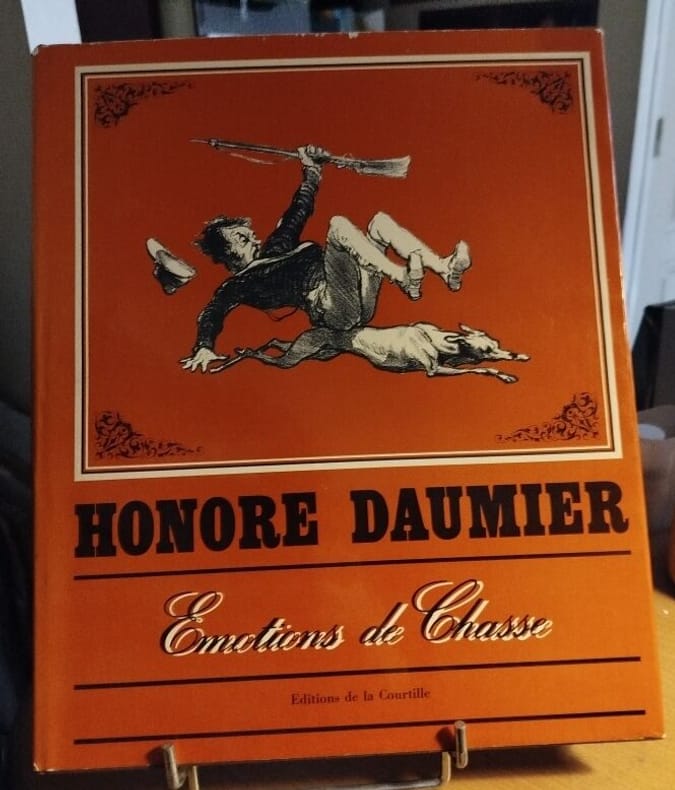 HONORE DAUMIER
Emotions de Chasse
Editions de la Courtille